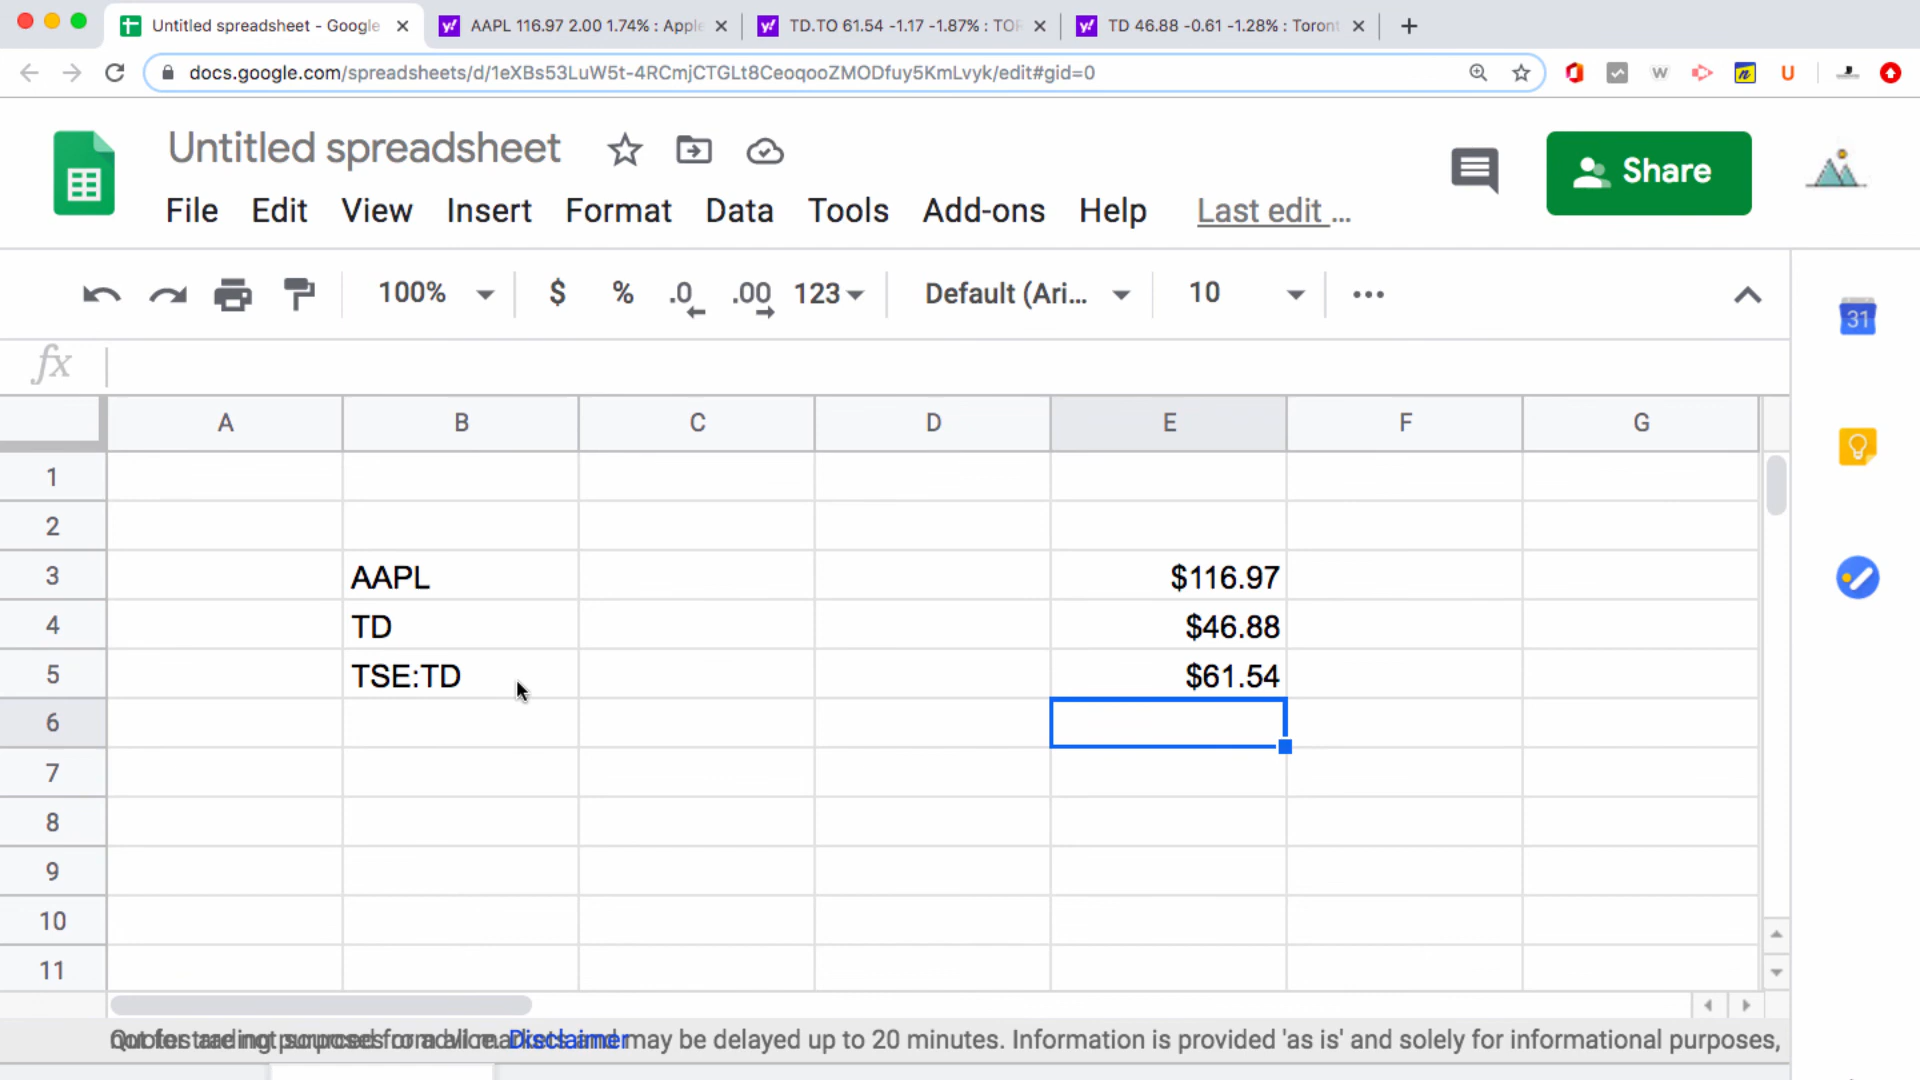 Untitled spreadsheet - Google
AAPL 116.97 2.00 1.74% : Apple
TD.TO 61.54 -1.17 -1.87% : TOR
TD 46.88 -0.61 -1.28% : Toront
docs.google.com/spreadsheets/d/1eXBs53LuW5t-4RCmjCTGLt8CeoqooZMODfuy5KmLvyk/edit#gid=0
W n U
Untitled spreadsheet
Share
File Edit View Insert Format Data Tools Add-ons Help Last edit ...
100% $ % .0 .00 123 Default (Ari... 10
31
fx
A B C D E F G
1
2
3 AAPL $116.97
4 TD $46.88
5 TSE:TD $61.54
6
7
8
9
10
11
Disclaimer may be delayed up to 20 minutes. Information is provided 'as is' and solely for informational purposes,